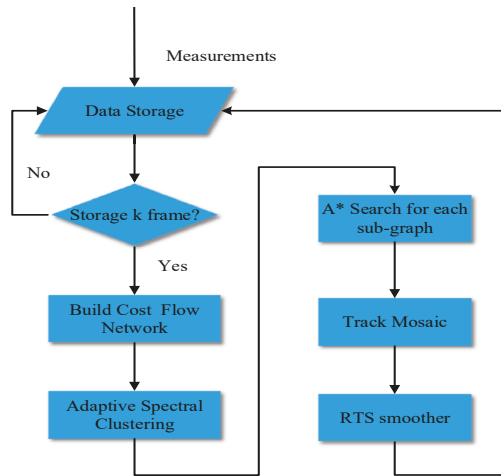 Measurements
Data Storage
No
Storage k frame?
Yes
Build Cost Flow
Network
Adaptive Spectral
Clustering
A* Search for each
sub-graph
Track Mosaic
RTS smoother